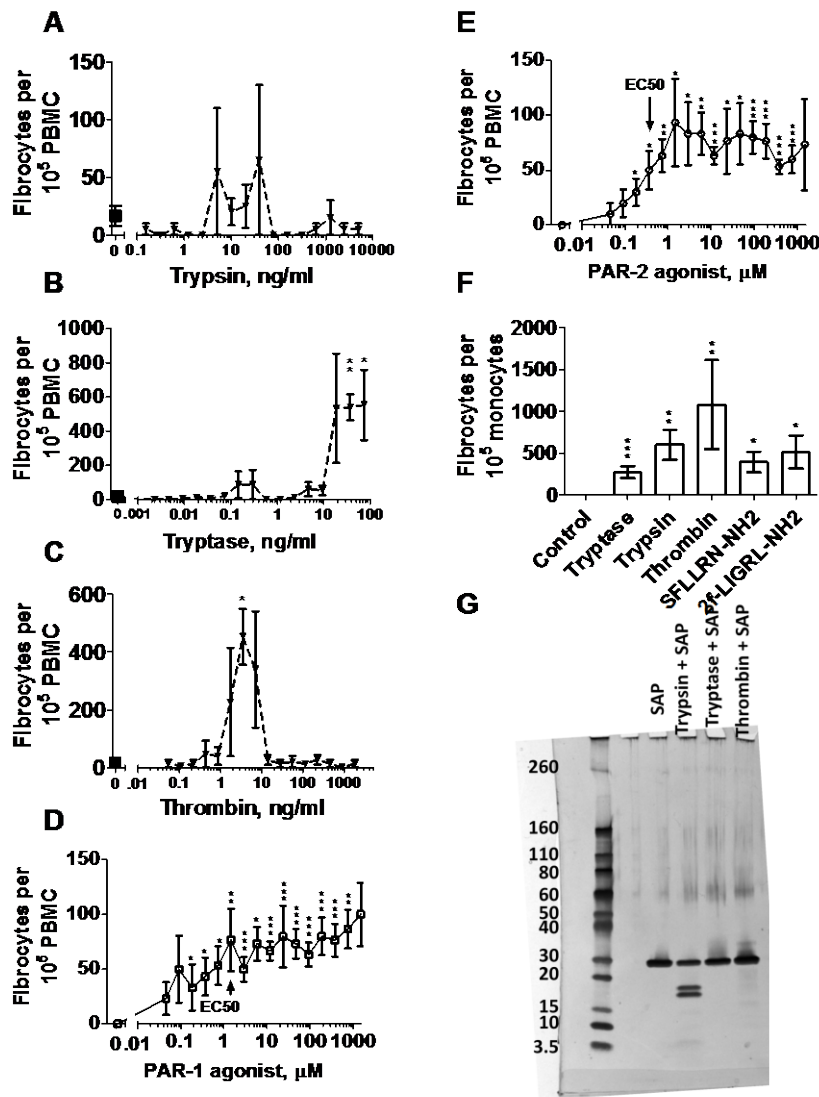 A
Fibrocytes per
10⁵ PBMC
150
100
50
0
0 0.1 1 10 100 1000 10000
Trypsin, ng/ml
B
Fibrocytes per
10⁵ PBMC
1000
800
600
400
200
0
0.001 0.01 0.1 1 10 100
** *
Tryptase, ng/ml
C
Fibrocytes per
10⁵ PBMC
600
400
200
0
0 0.1 1 10 100 1000
*
Thrombin, ng/ml
D
Fibrocytes per
10⁵ PBMC
150
100
50
0
0.01 0.1 1 10 100 1000
EC50
PAR-1 agonist, μM
E
Fibrocytes per
10⁵ PBMC
150
100
50
0
0.01 0.1 1 10 100 1000
EC50
PAR-2 agonist, μM
F
Fibrocytes per
10⁵ monocytes
2000
1500
1000
500
0
*** ** ** * *
Control
Tryptase
Trypsin
Thrombin
SFLLRN-NH2
2f-LIGRL-NH2
G
SAP
Trypsin + SAP
Tryptase + SAP
Thrombin + SAP
260
160
110
80
60
50
40
30
20
15
10
3.5